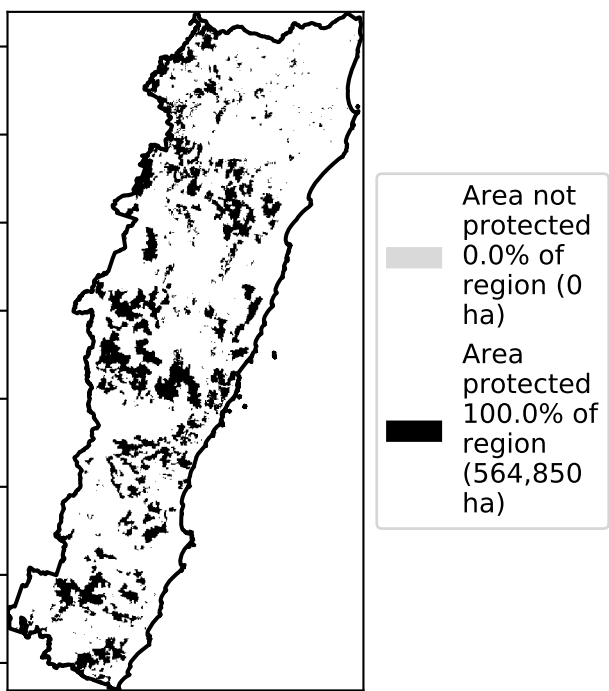 Area not
protected
0.0% of
region (0
ha)
Area
protected
100.0% of
region
(564,850
ha)